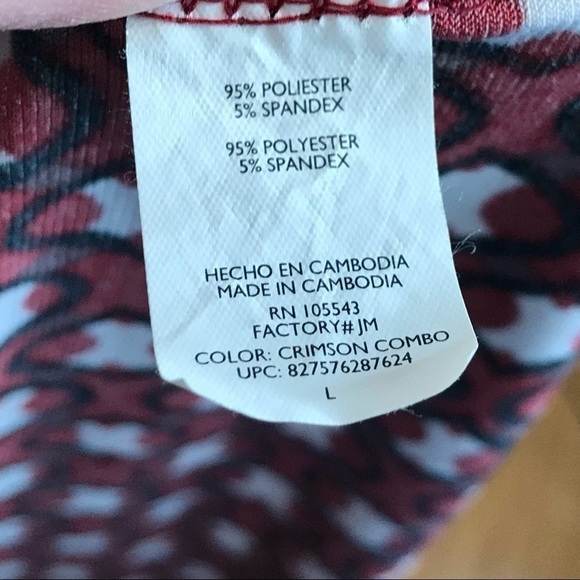 95% POLIESTER
5% SPANDEX
95% POLYESTER
5% SPANDEX
HECHO EN CAMBODIA
MADE IN CAMBODIA
RN 105543
FACTORY# JM
COLOR: CRIMSON COMBO
UPC: 827576287624
L